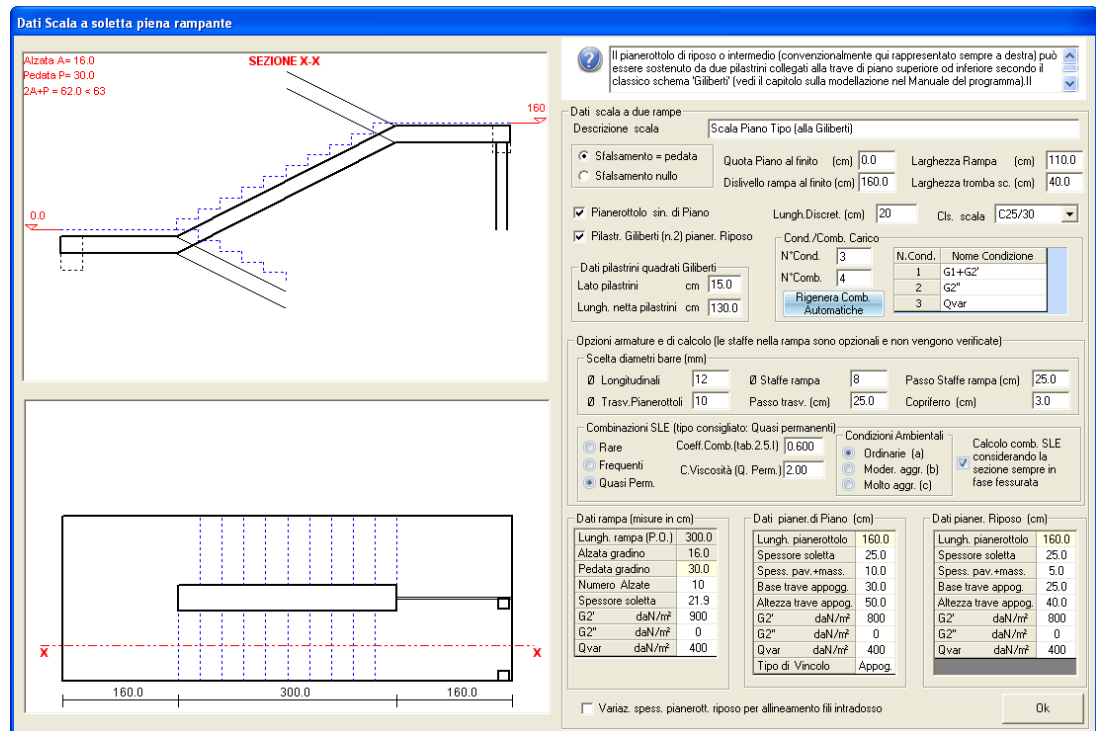 Dati Scala a soletta piena rampante
Alzata A= 16.0
Pedata P= 30.0
2A+P = 62.0 < 63
SEZIONE X-X
160
0.0
Il pianerottolo di riposo o intermedio (convenzionalmente qui rappresentato sempre a destra) può
essere sostenuto da due pilastrini collegati alla trave di piano superiore od inferiore secondo il
classico schema 'Giliberti' (vedi il capitolo sulla modellazione nel Manuale del programma).Il
Dati scala a due rampe
Descrizione scala Scala Piano Tipo (alla Giliberti)
Sfalsamento = pedata
Sfalsamento nullo
Quota Piano al finito (cm) 0.0
Larghezza Rampa (cm) 110.0
Dislivello rampa al finito (cm) 160.0
Larghezza tromba sc. (cm) 40.0
Pianerottolo sin. di Piano
Lungh.Discret. (cm) 20
Cls. scala C25/30
Pilastr. Giliberti (n.2) pianer. Riposo
Dati pilastrini quadrati Giliberti
Lato pilastrini cm 15.0
Lungh. netta pilastrini cm 130.0
Cond./Comb. Carico
N°Cond. 3
N°Comb. 4
Rigenera Comb.
Automatiche
N.Cond. Nome Condizione
1 G1+G2'
2 G2''
3 Qvar
Opzioni armature e di calcolo (le staffe nella rampa sono opzionali e non vengono verificate)
Scelta diametri barre (mm)
Ø Longitudinali 12
Ø Staffe rampa 8
Passo Staffe rampa (cm) 25.0
Ø Trasv.Pianerottoli 10
Passo trasv. (cm) 25.0
Copriferro (cm) 3.0
Combinazioni SLE (tipo consigliato: Quasi permanenti)
Rare
Frequenti
Quasi Perm.
Coeff.Comb.(tab.2.5.I) 0.600
C.Viscosità (Q. Perm.) 2.00
Condizioni Ambientali
Ordinarie (a)
Moder. aggr. (b)
Molto aggr. (c)
Calcolo comb. SLE
considerando la
sezione sempre in
fase fessurata
Dati rampa (misure in cm)
Lungh. rampa (P.O.) 300.0
Alzata gradino 16.0
Pedata gradino 30.0
Numero Alzate 10
Spessore soletta 21.9
G2' daN/m² 900
G2'' daN/m² 0
Qvar daN/m² 400
Dati pianer.di Piano (cm)
Lungh. pianerottolo 160.0
Spessore soletta 25.0
Spess. pav.+mass. 10.0
Base trave appogg. 30.0
Altezza trave appog. 50.0
G2' daN/m² 800
G2'' daN/m² 0
Qvar daN/m² 400
Tipo di Vincolo Appog.
Dati pianer. Riposo (cm)
Lungh. pianerottolo 160.0
Spessore soletta 25.0
Spess. pav.+mass. 5.0
Base trave appog. 25.0
Altezza trave appog. 40.0
G2' daN/m² 800
G2'' daN/m² 0
Qvar daN/m² 400
X X
160.0 300.0 160.0
Variaz. spess. pianerott. riposo per allineamento fili intradosso
Ok